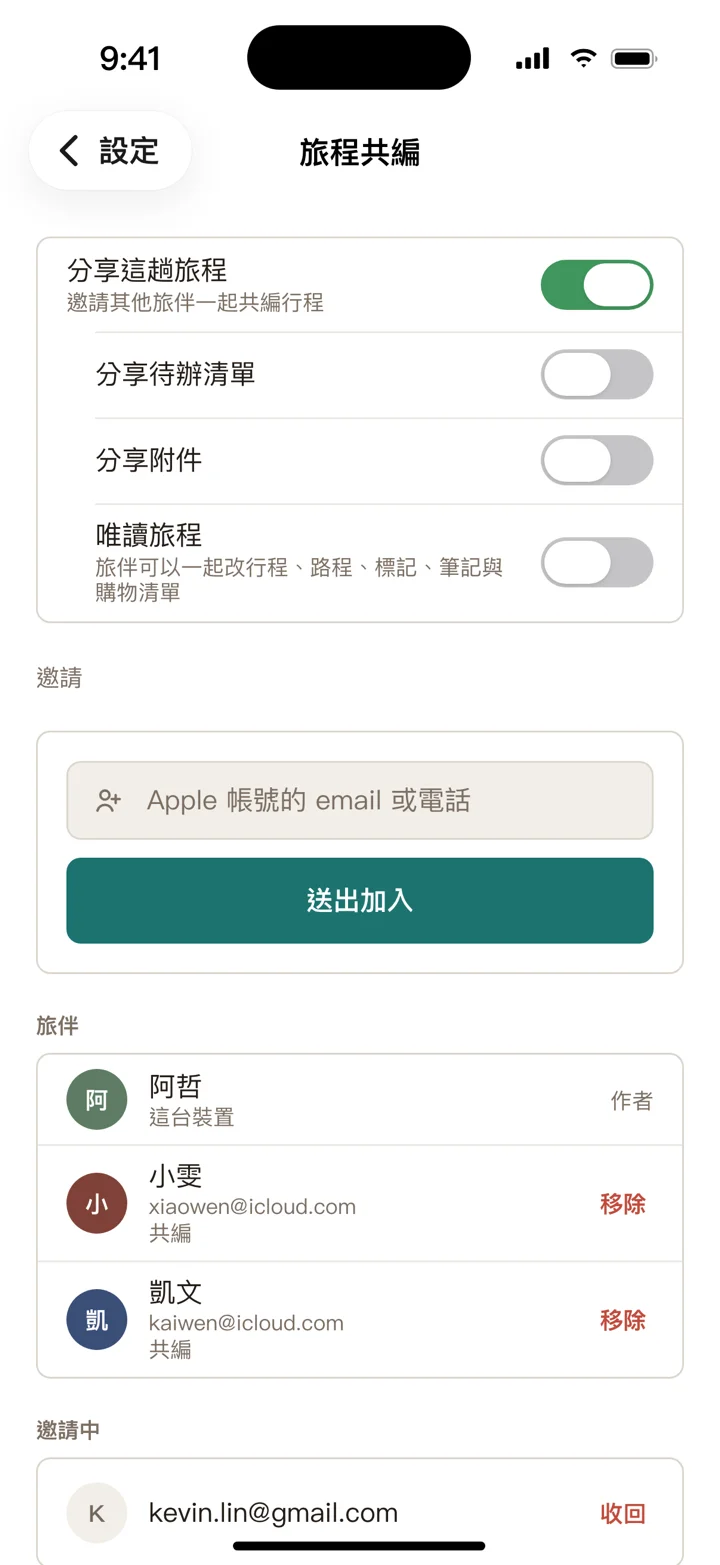 9:41
設定
旅程共編
分享這趟旅程
邀請其他旅伴一起共編行程
分享待辦清單
分享附件
唯讀旅程
旅伴可以一起改行程、路程、標記、筆記與
購物清單
邀請
Apple 帳號的 email 或電話
送出加入
旅伴
阿
阿哲
這台裝置
作者
小
小雯
xiaowen@icloud.com
共編
移除
凱
凱文
kaiwen@icloud.com
共編
移除
邀請中
K
kevin.lin@gmail.com
收回